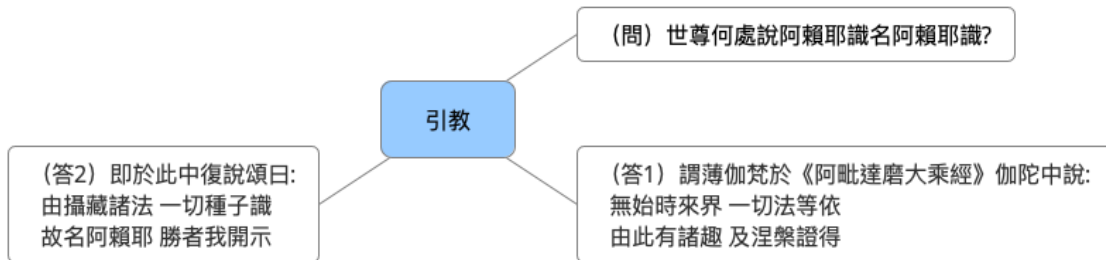 （問）世尊何處說阿賴耶識名阿賴耶識?
引教
（答1）謂薄伽梵於《阿毗達磨大乘經》伽陀中說:
無始時來界 一切法等依
由此有諸趣 及涅槃證得
（答2）即於此中復說頌曰:
由攝藏諸法 一切種子識
故名阿賴耶 勝者我開示